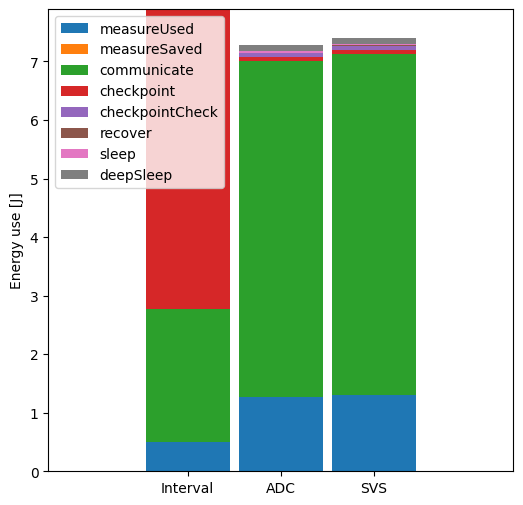 measureUsed
measureSaved
communicate
checkpoint
checkpointCheck
recover
sleep
deepSleep
Energy use [J]
7
6
5
4
3
2
1
0
Interval ADC SVS